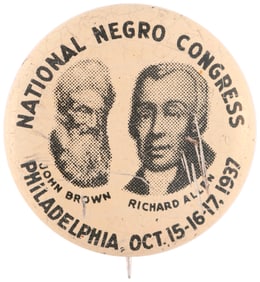 NATIONAL NEGRO CONGRESS
JOHN BROWN
RICHARD ALLEN
PHILADELPHIA, OCT. 15-16-17, 1937